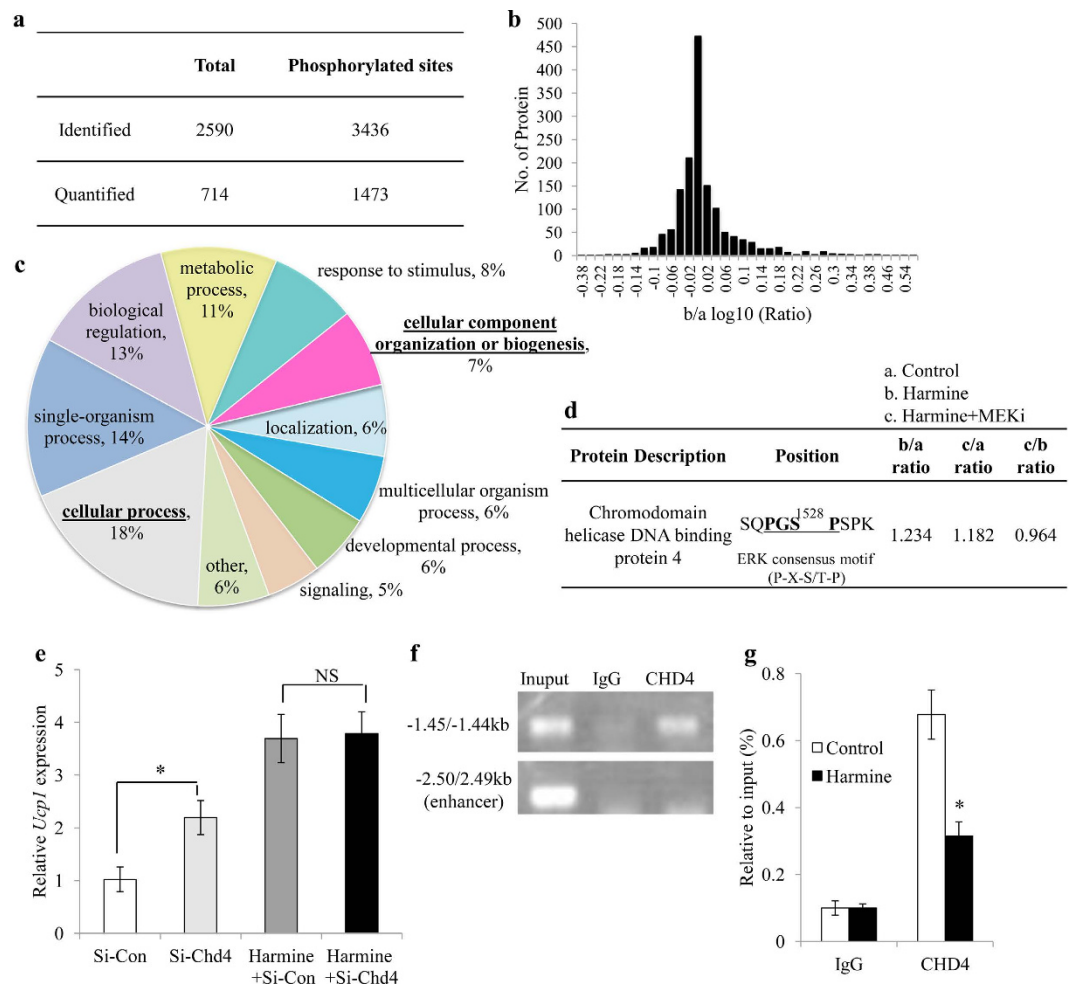 a
Total Phosphorylated sites
Identified 2590 3436
Quantified 714 1473
b
No. of Protein
500
450
400
350
300
250
200
150
100
50
0
-0.38 -0.22 -0.18 -0.14 -0.1 -0.06 -0.02 0.02 0.06 0.1 0.14 0.18 0.22 0.26 0.3 0.34 0.38 0.46 0.54
b/a log10 (Ratio)
c
metabolic
process,
11%
response to stimulus, 8%
cellular component
organization or biogenesis,
7%
localization, 6%
multicellular organism
process, 6%
developmental process,
6%
signaling, 5%
other,
6%
cellular process,
18%
single-organism
process, 14%
biological
regulation,
13%
a. Control
b. Harmine
c. Harmine+MEKi
d
Protein Description Position b/a ratio c/a ratio c/b ratio
Chromodomain
helicase DNA binding
protein 4
SQPGS1528PSPK
ERK consensus motif
(P-X-S/T-P)
1.234 1.182 0.964
e
Relative Ucp1 expression
5
4
3
2
1
0
*
NS
Si-Con Si-Chd4 Harmine +Si-Con Harmine +Si-Chd4
f
Inuput IgG CHD4
-1.45/-1.44kb
-2.50/2.49kb
(enhancer)
g
Relative to input (%)
0.8
0.6
0.4
0.2
0
Control
Harmine
*
IgG CHD4